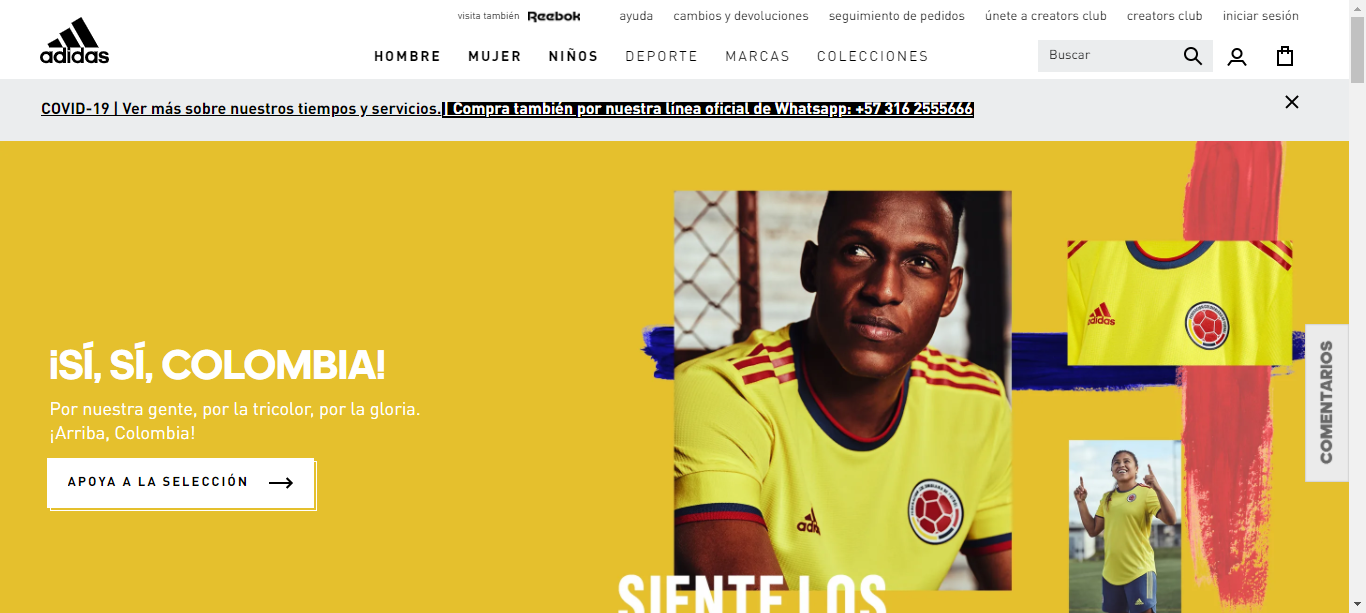 visita también Reebok ayuda cambios y devoluciones seguimiento de pedidos únete a creators club creators club iniciar sesión
adidas
HOMBRE MUJER NIÑOS DEPORTE MARCAS COLECCIONES Buscar
COVID-19 | Ver más sobre nuestros tiempos y servicios.| Compra también por nuestra línea oficial de Whatsapp: +57 316 2555666
¡SÍ, SÍ, COLOMBIA!
Por nuestra gente, por la tricolor, por la gloria.
¡Arriba, Colombia!
APOYA A LA SELECCIÓN
adidas
adidas
COMENTARIOS
SIENTE LOS